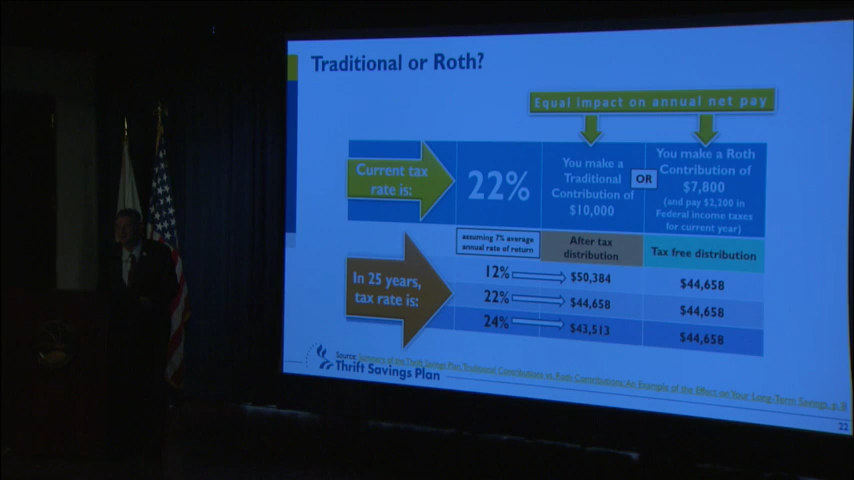 Traditional or Roth?
Equal impact on annual net pay
Current tax
rate is:
22%
You make a
Traditional
Contribution of
$10,000
OR
You make a Roth
Contribution of
$7,800
(and pay $2,200 in
Federal income taxes
for current year)
assuming 7% average
annual rate of return
After tax
distribution
Tax free distribution
In 25 years,
tax rate is:
12%
$50,384
$44,658
22%
$44,658
$44,658
24%
$43,513
$44,658
Source: Summary of the Thrift Savings Plan, Traditional Contributions vs. Roth Contributions: An Example of the Effect on Your Long-Term Savings, p. 8
Thrift Savings Plan
22